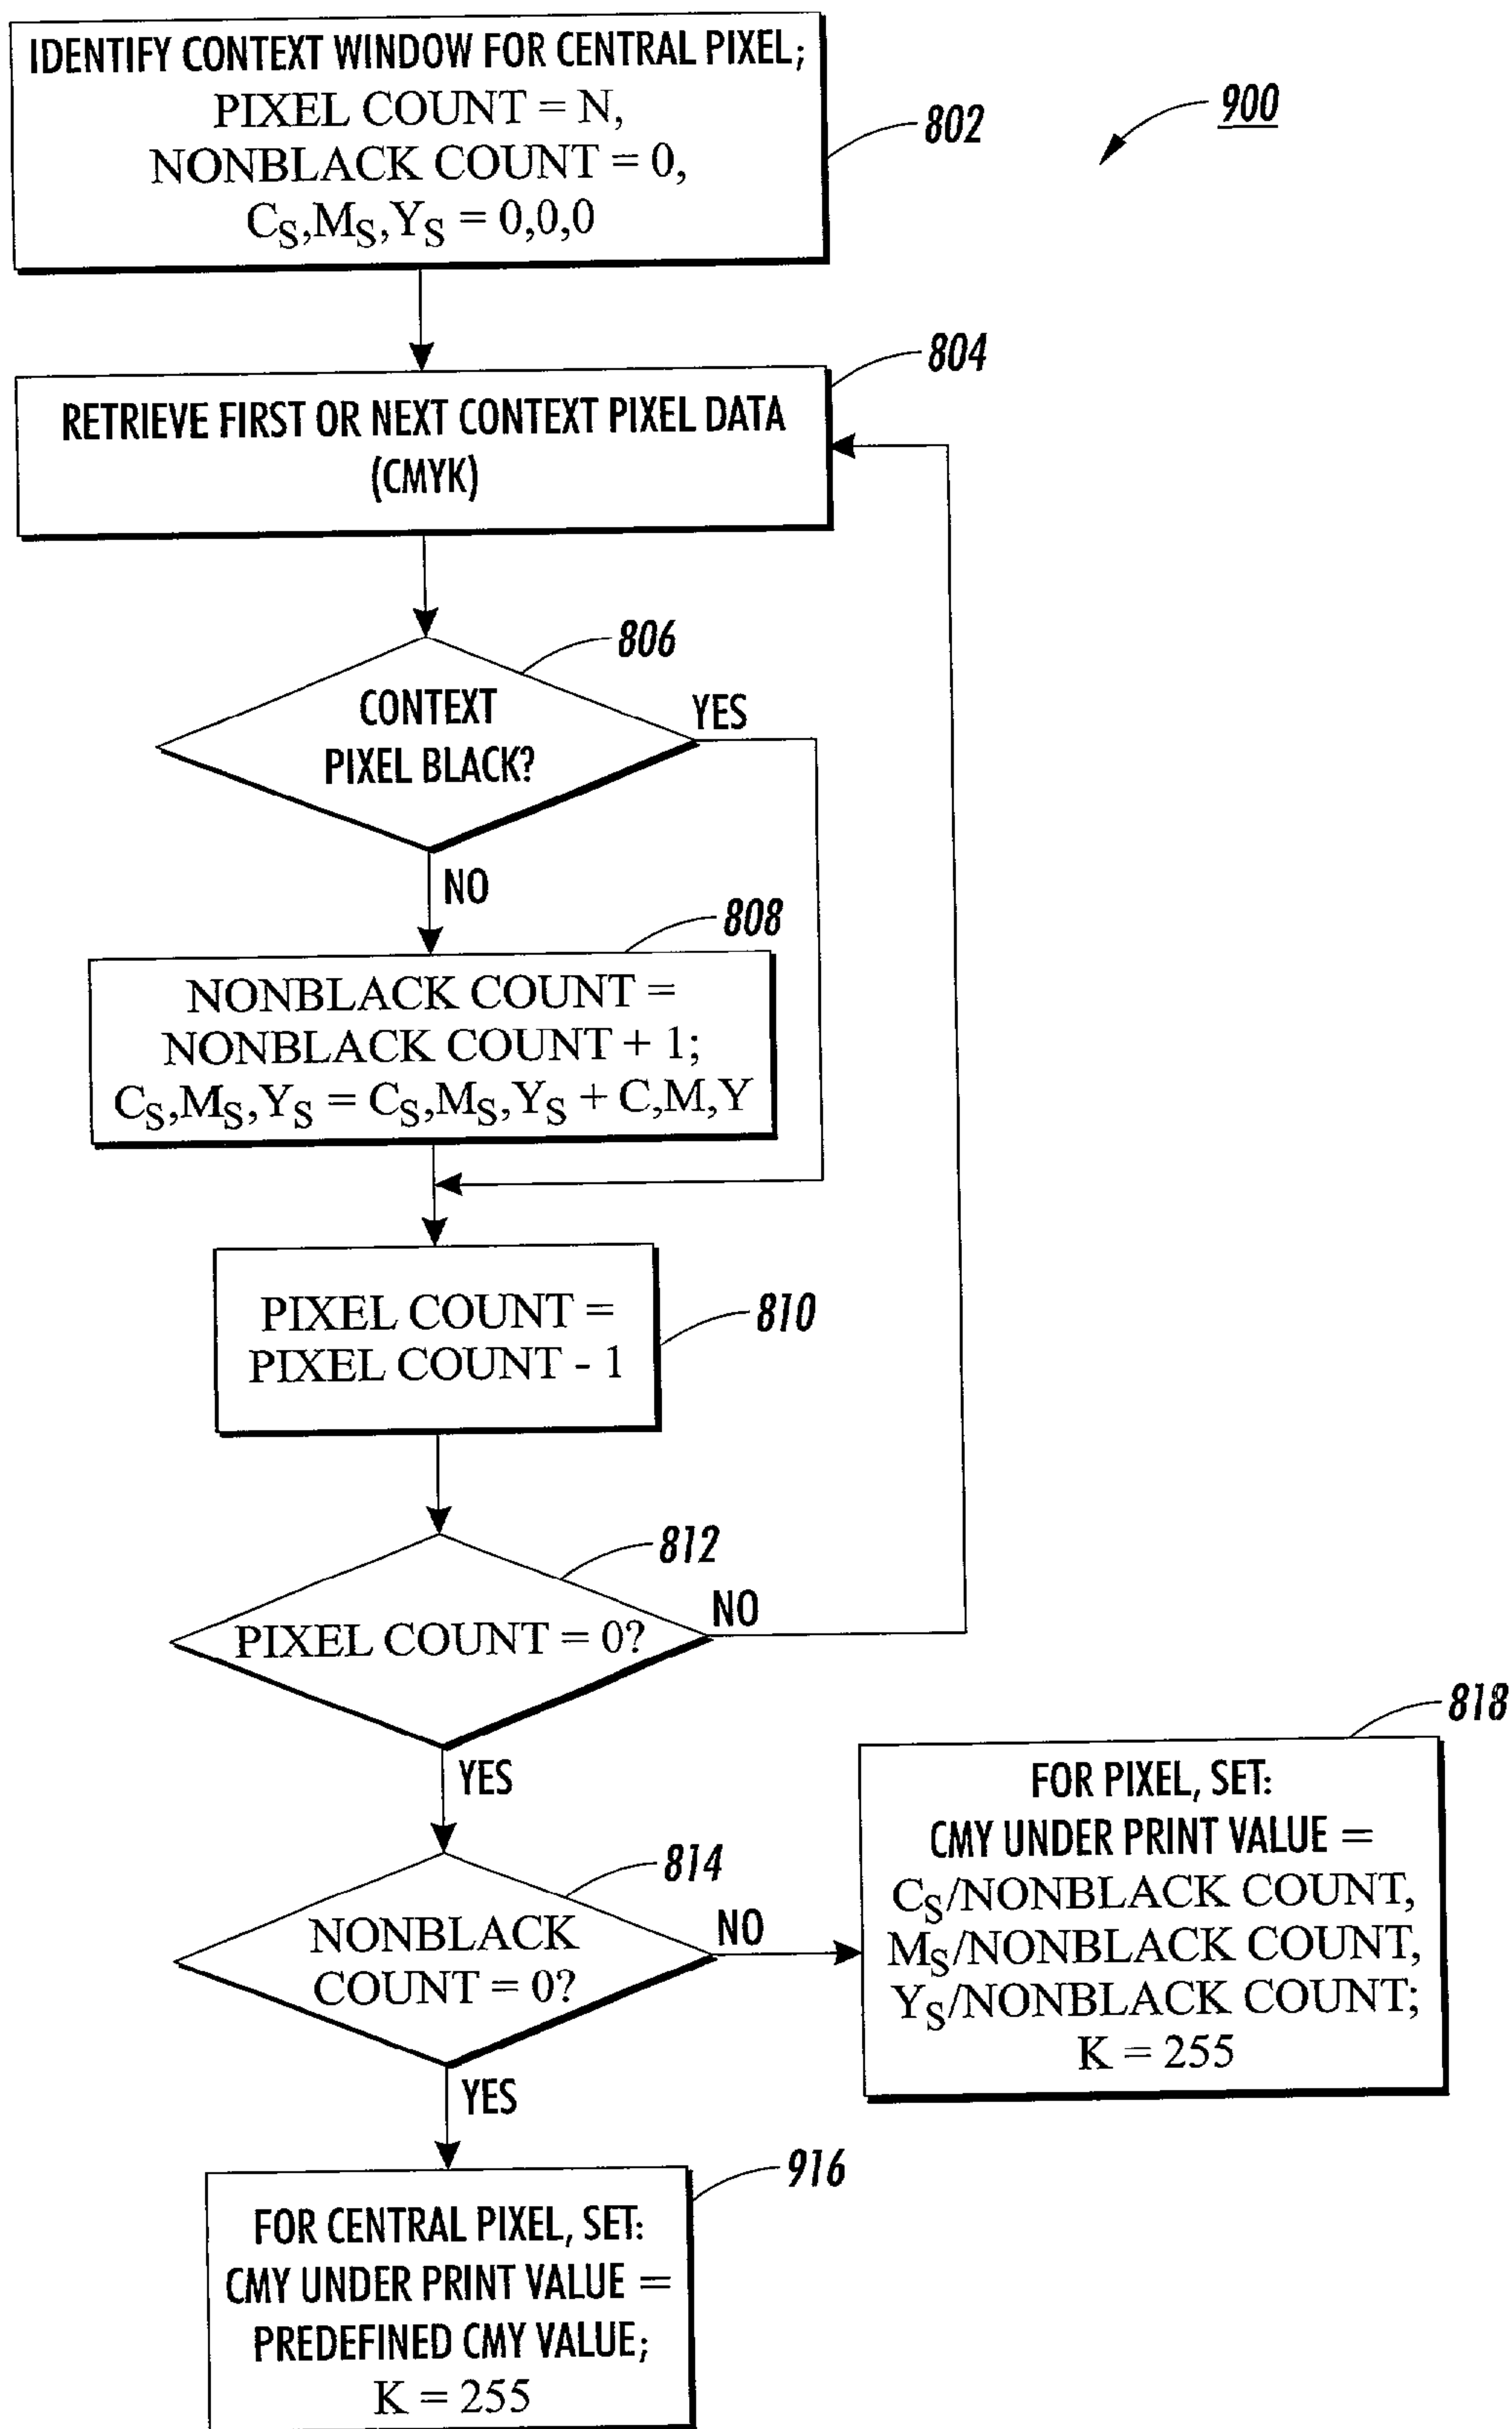 IDENTIFY CONTEXT WINDOW FOR CENTRAL PIXEL;
PIXEL COUNT = N,
NONBLACK COUNT = 0,
CS,MS,YS = 0,0,0
802
900
804
RETRIEVE FIRST OR NEXT CONTEXT PIXEL DATA
(CMYK)
806
CONTEXT
PIXEL BLACK?
YES
NO
808
NONBLACK COUNT =
NONBLACK COUNT + 1;
CS,MS,YS = CS,MS,YS + C,M,Y
PIXEL COUNT =
PIXEL COUNT - 1
810
812
PIXEL COUNT = 0?
NO
YES
814
NONBLACK
COUNT = 0?
NO
YES
818
FOR PIXEL, SET:
CMY UNDER PRINT VALUE =
CS/NONBLACK COUNT,
MS/NONBLACK COUNT,
YS/NONBLACK COUNT;
K = 255
916
FOR CENTRAL PIXEL, SET:
CMY UNDER PRINT VALUE =
PREDEFINED CMY VALUE;
K = 255